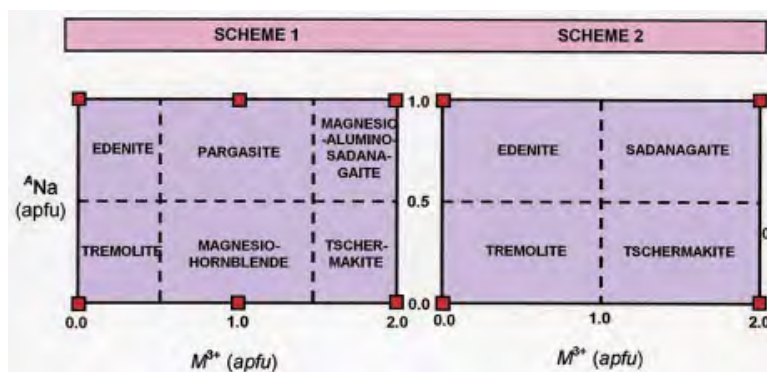 SCHEME 1
SCHEME 2
EDENITE
PARGASITE
MAGNESIO
-ALUMINO-
SADANA-
GAITE
TREMOLITE
MAGNESIO-
HORNBLENDE
TSCHER-
MAKITE
ᴬNa
(apfu)
1.0
0.5
0.0
EDENITE
SADANAGAITE
TREMOLITE
TSCHERMAKITE
0.0
1.0
2.0
0.0
1.0
2.0
M³⁺ (apfu)
M³⁺ (apfu)